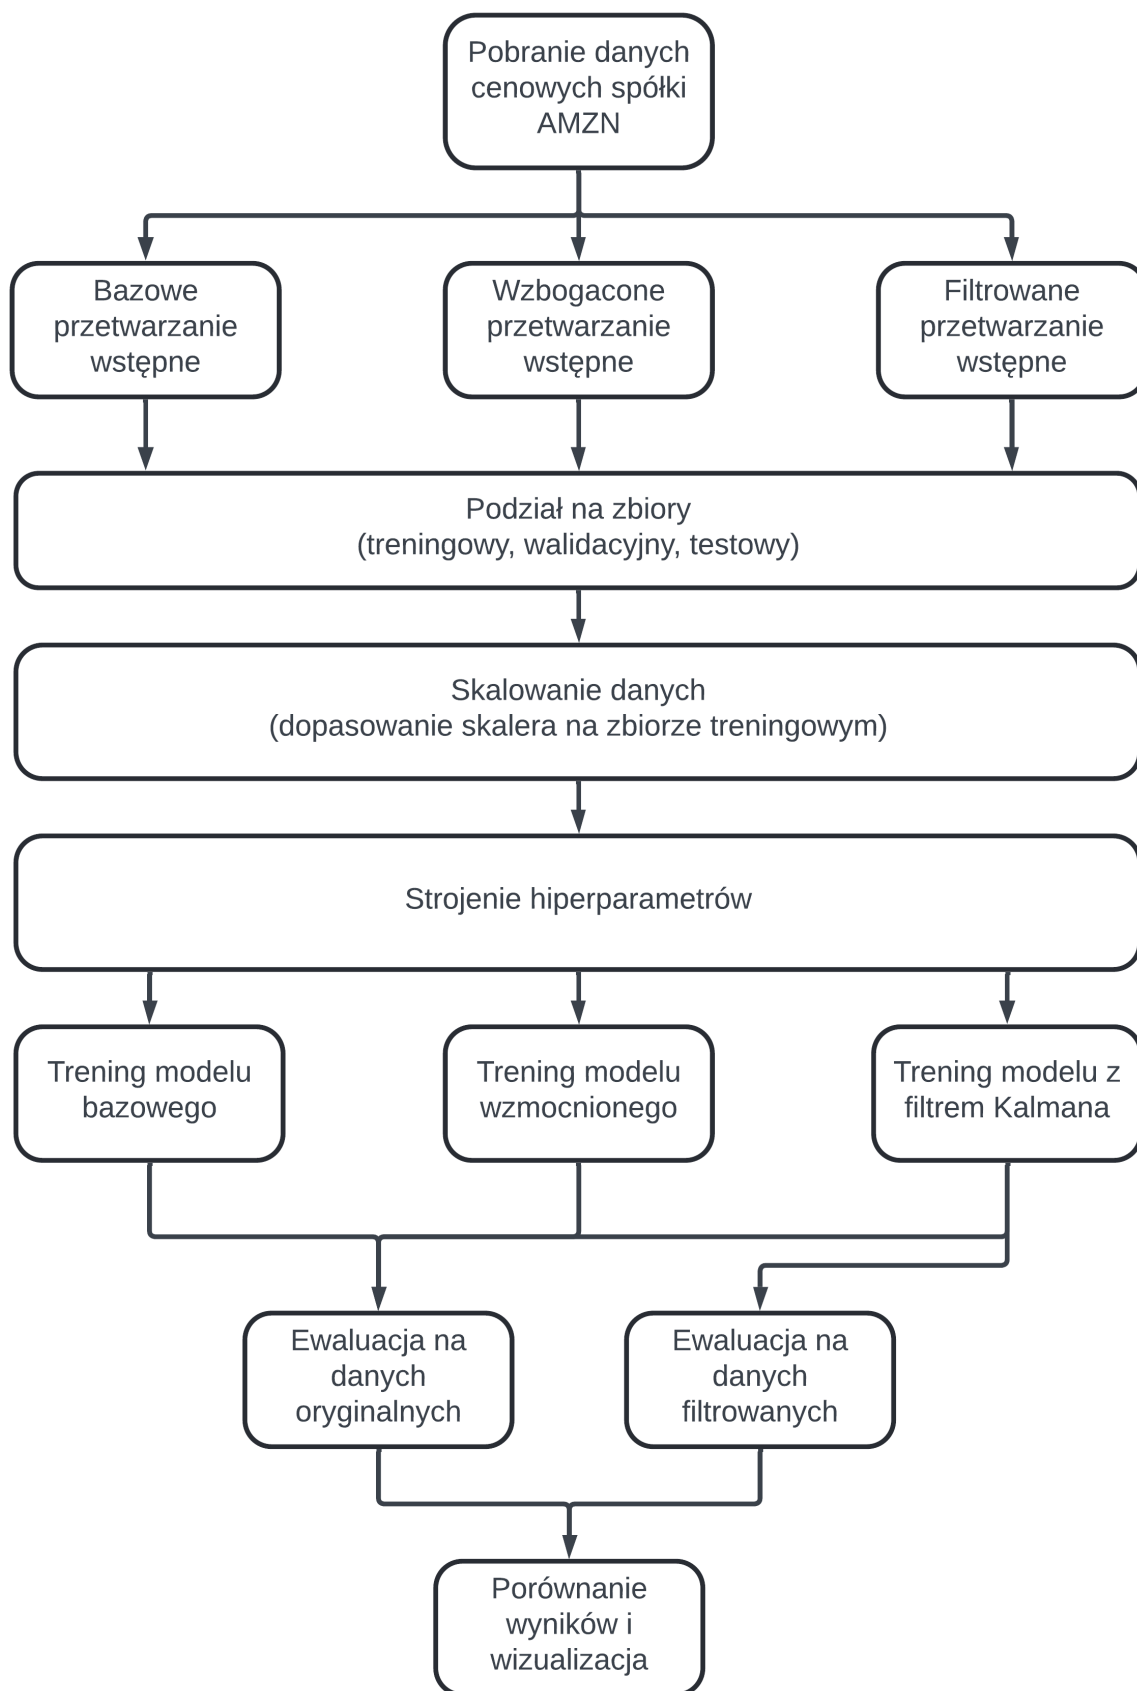 Pobranie danych
cenowych spółki
AMZN
Bazowe
przetwarzanie
wstępne
Wzbogacone
przetwarzanie
wstępne
Filtrowane
przetwarzanie
wstępne
Podział na zbiory
(treningowy, walidacyjny, testowy)
Skalowanie danych
(dopasowanie skalera na zbiorze treningowym)
Strojenie hiperparametrów
Trening modelu
bazowego
Trening modelu
wzmocnionego
Trening modelu z
filtrem Kalmana
Ewaluacja na
danych
oryginalnych
Ewaluacja na
danych
filtrowanych
Porównanie
wyników i
wizualizacja